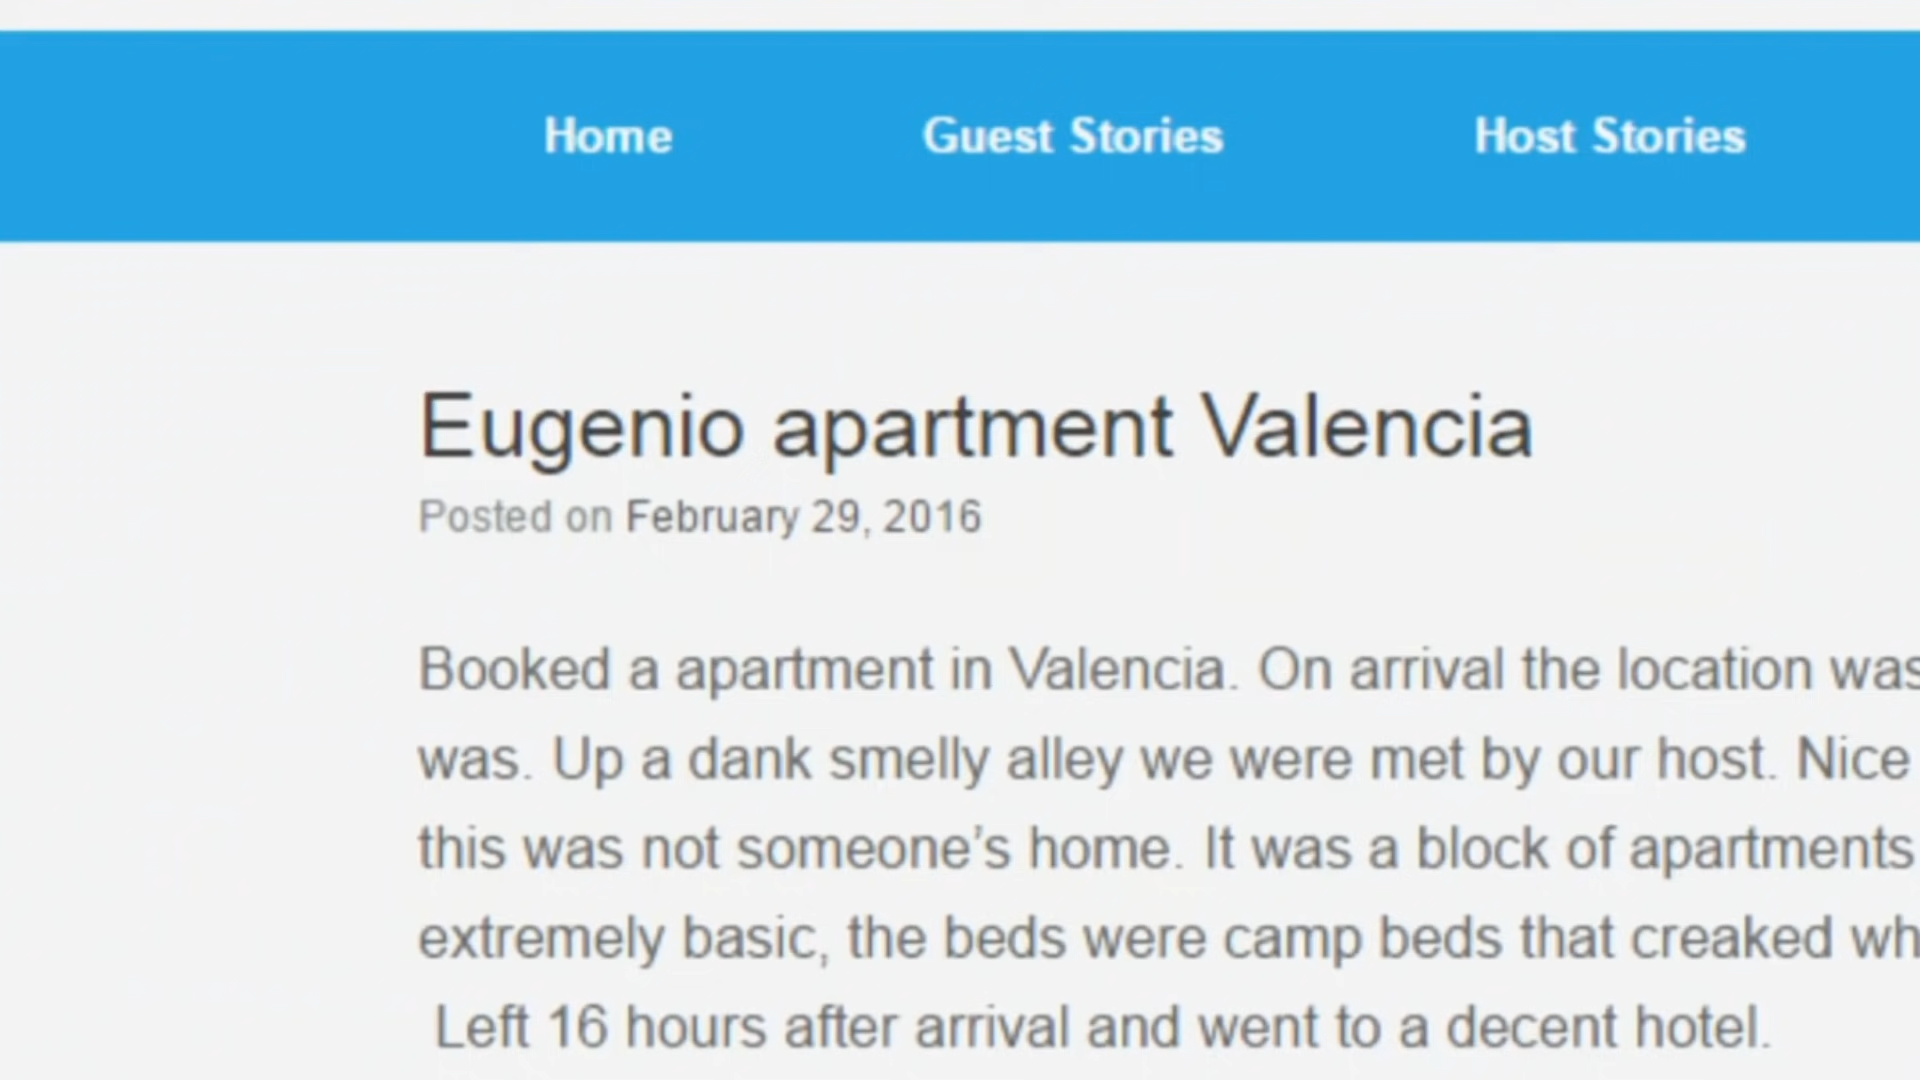 Home Guest Stories Host Stories
Eugenio apartment Valencia
Posted on February 29, 2016
Booked a apartment in Valencia. On arrival the location was
was. Up a dank smelly alley we were met by our host. Nice
this was not someone’s home. It was a block of apartments
extremely basic, the beds were camp beds that creaked wh
Left 16 hours after arrival and went to a decent hotel.